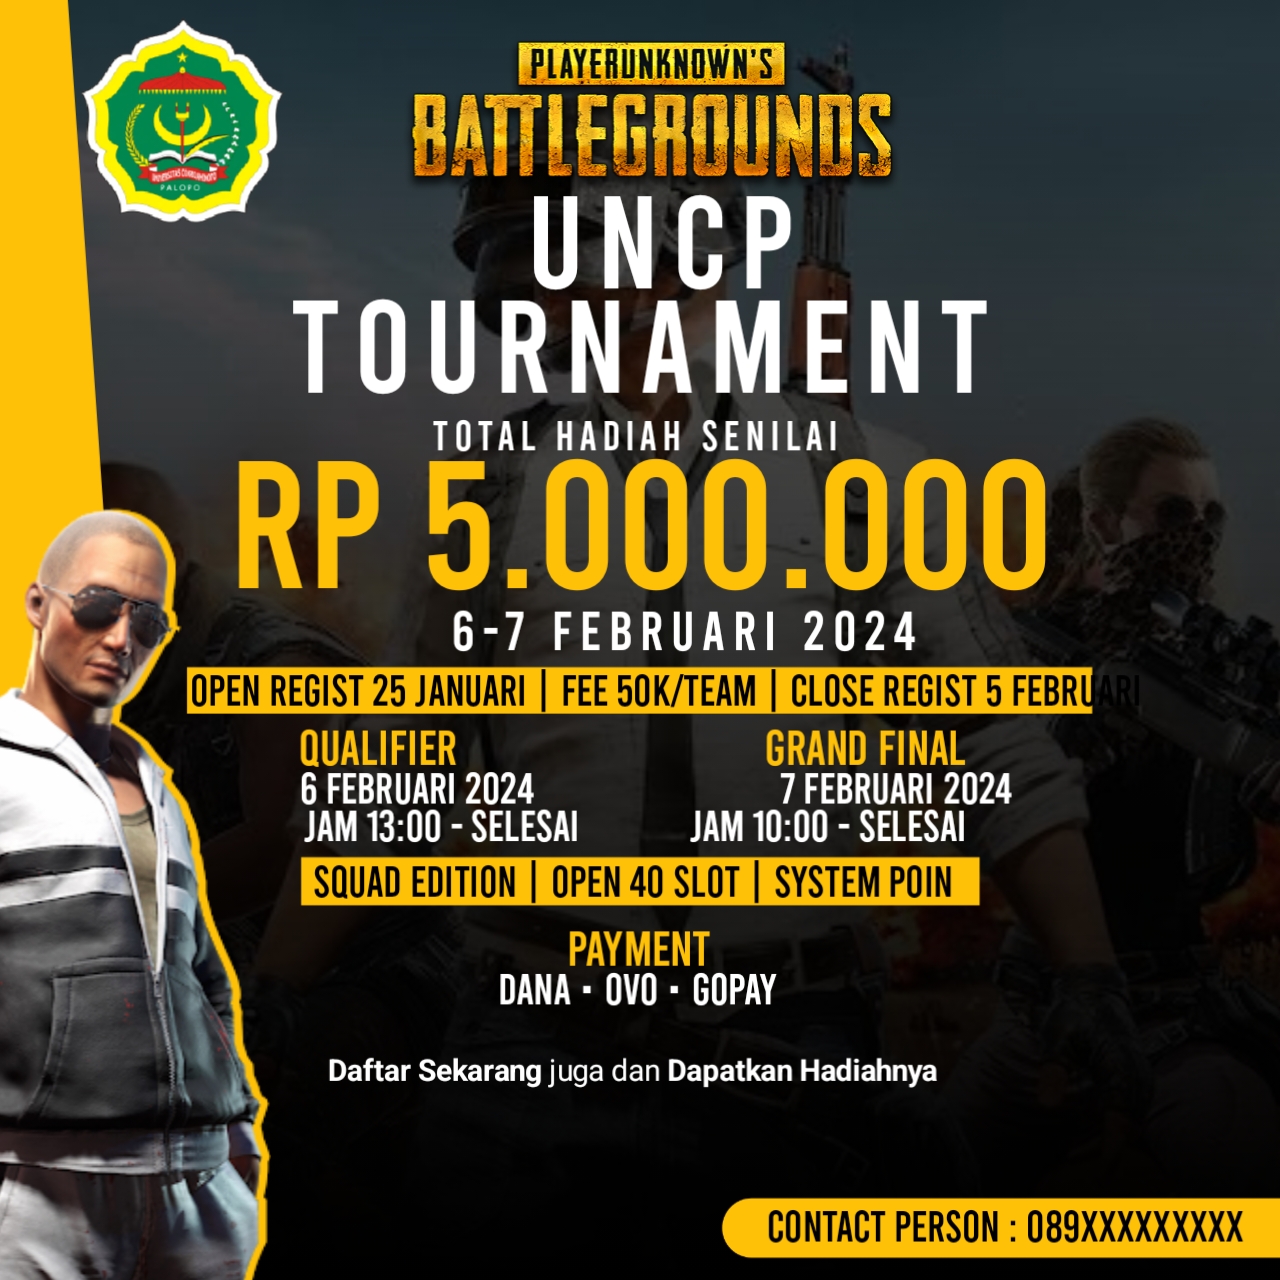 PLAYERUNKNOWN'S
BATTLEGROUNDS
UNCP
TOURNAMENT
TOTAL HADIAH SENILAI
RP 5.000.000
6-7 FEBRUARI 2024
OPEN REGIST 25 JANUARI | FEE 50K/TEAM | CLOSE REGIST 5 FEBRUARI
QUALIFIER
6 FEBRUARI 2024
JAM 13:00 - SELESAI
GRAND FINAL
7 FEBRUARI 2024
JAM 10:00 - SELESAI
SQUAD EDITION | OPEN 40 SLOT | SYSTEM POIN
PAYMENT
DANA · OVO · GOPAY
Daftar Sekarang juga dan Dapatkan Hadiahnya
CONTACT PERSON : 089XXXXXXXXX
PALOPO